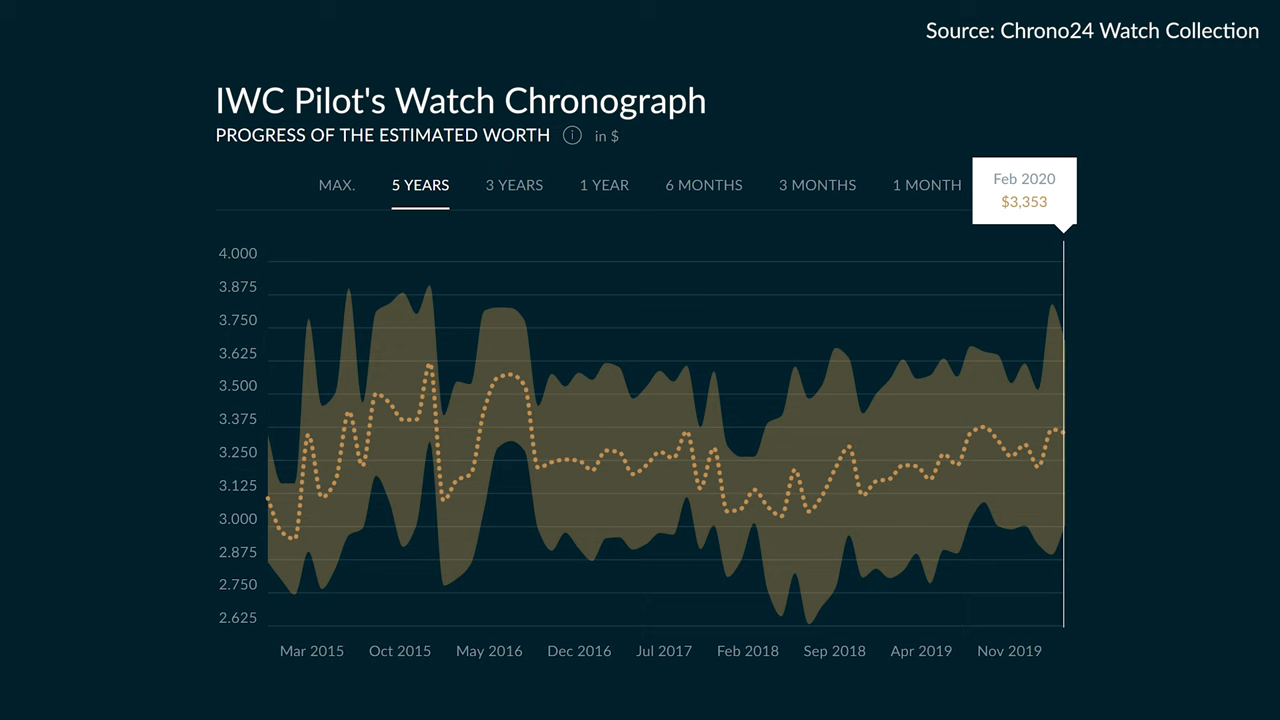 Source: Chrono24 Watch Collection
IWC Pilot's Watch Chronograph
PROGRESS OF THE ESTIMATED WORTH i in $
MAX. 5 YEARS 3 YEARS 1 YEAR 6 MONTHS 3 MONTHS 1 MONTH
Feb 2020
$3,353
4.000
3.875
3.750
3.625
3.500
3.375
3.250
3.125
3.000
2.875
2.750
2.625
Mar 2015 Oct 2015 May 2016 Dec 2016 Jul 2017 Feb 2018 Sep 2018 Apr 2019 Nov 2019